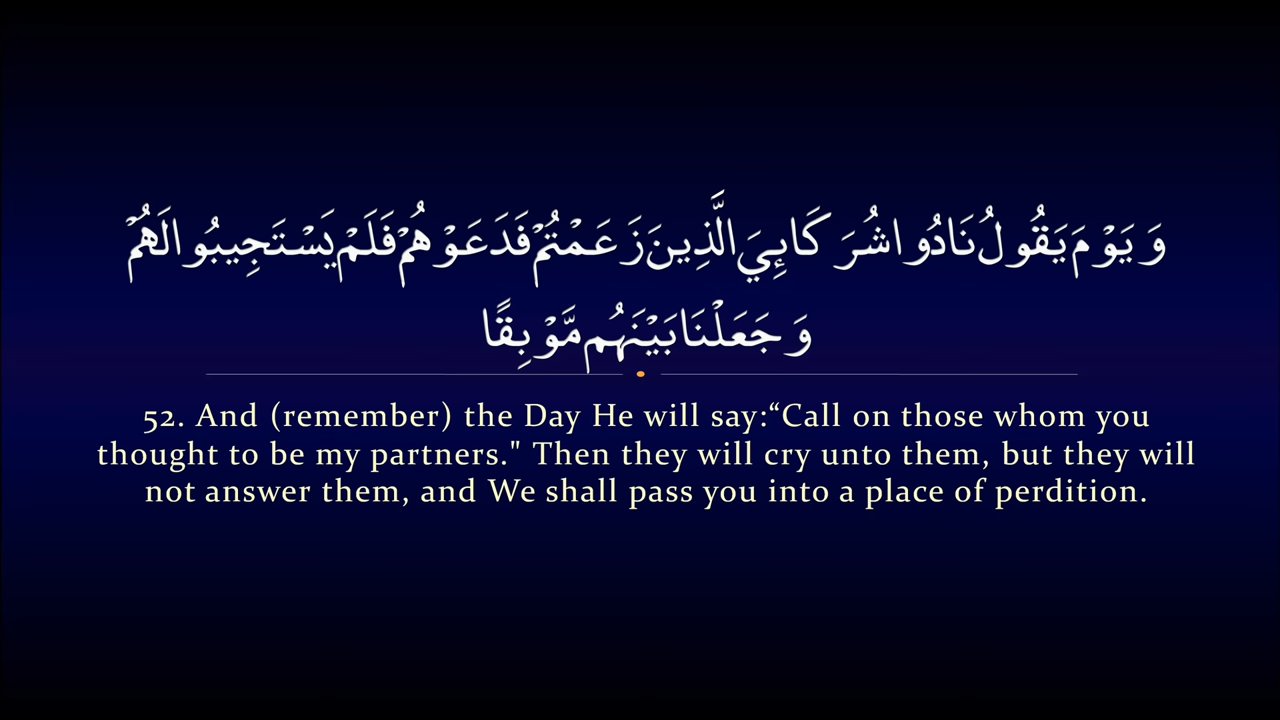 وَيَوْمَ يَقُولُ نَادُوا شُرَكَايِٕيَ الَّذِينَ زَعَمْتُمْ فَدَعَوْهُمْ فَلَمْ يَسْتَجِيبُوا لَهُمْ
وَجَعَلْنَا بَيْنَهُم مَّوْبِقًا
52. And (remember) the Day He will say:“Call on those whom you
thought to be my partners." Then they will cry unto them, but they will
not answer them, and We shall pass you into a place of perdition.